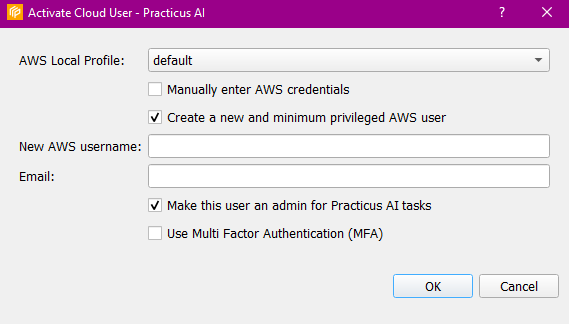 Activate Cloud User - Practicus AI ? ×
AWS Local Profile: default
Manually enter AWS credentials
Create a new and minimum privileged AWS user
New AWS username:
Email:
Make this user an admin for Practicus AI tasks
Use Multi Factor Authentication (MFA)
OK Cancel